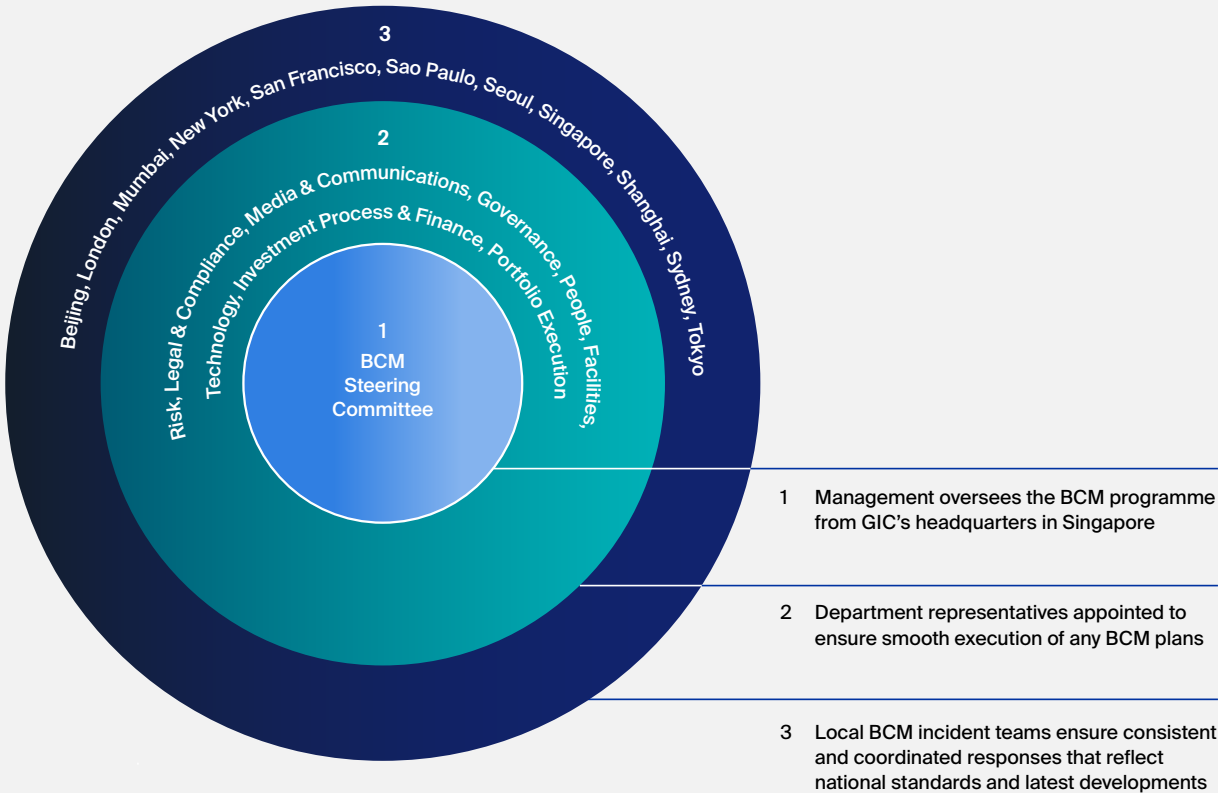 3
Beijing, London, Mumbai, New York, San Francisco, Sao Paulo, Seoul, Singapore, Shanghai, Sydney, Tokyo
2
Risk, Legal & Compliance, Media & Communications, Governance, People, Facilities,
Technology, Investment Process & Finance, Portfolio Execution
1
BCM
Steering
Committee
1 Management oversees the BCM programme
from GIC’s headquarters in Singapore
2 Department representatives appointed to
ensure smooth execution of any BCM plans
3 Local BCM incident teams ensure consistent
and coordinated responses that reflect
national standards and latest developments